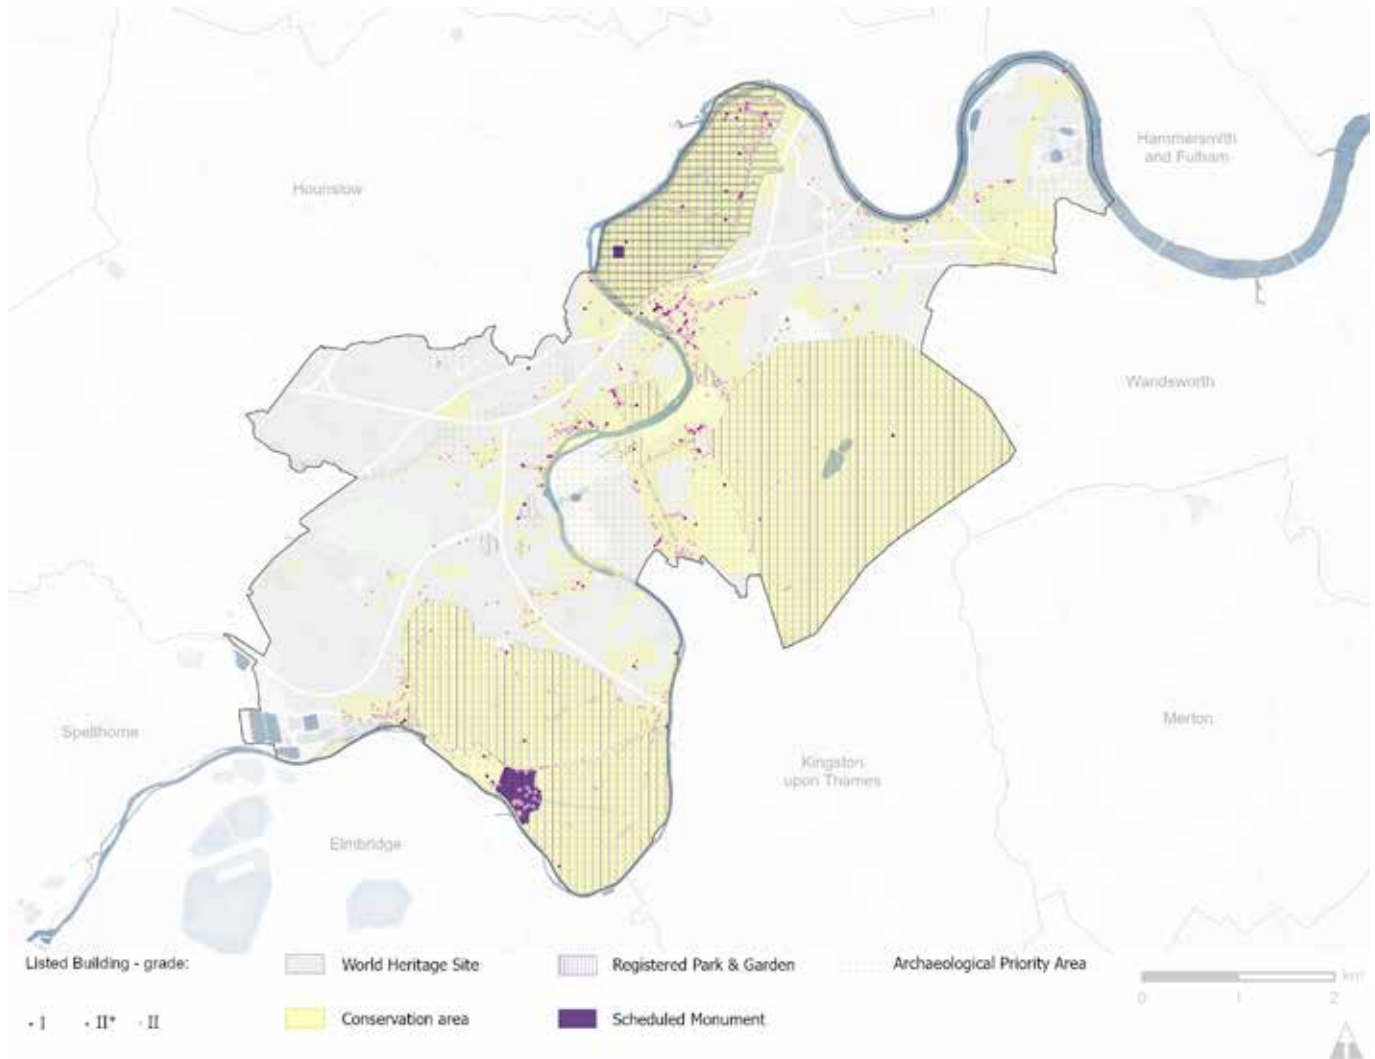 Hammersmith
and Fulham
Hounslow
Wandsworth
Spelthorne
Merton
Kingston
upon Thames
Elmbridge
Listed Building - grade:
World Heritage Site
Registered Park & Garden
Archaeological Priority Area
km
0 1 2
I II* II
Conservation area
Scheduled Monument